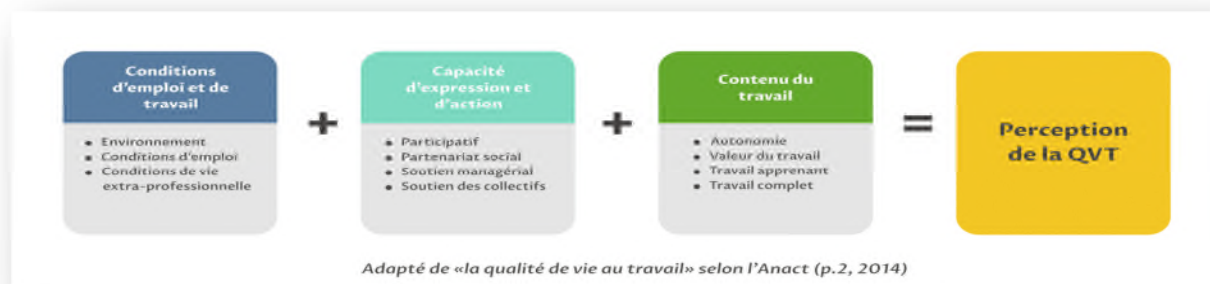 Conditions
d'emploi et de
travail
• Environnement
• Conditions d'emploi
• Conditions de vie
extra-professionnelle
+
Capacité
d'expression et
d'action
• Participatif
• Partenariat social
• Soutien managérial
• Soutien des collectifs
+
Contenu du
travail
• Autonomie
• Valeur du travail
• Travail apprenant
• Travail complet
=
Perception
de la QVT
Adapté de «la qualité de vie au travail» selon l'Anact (p.2, 2014)